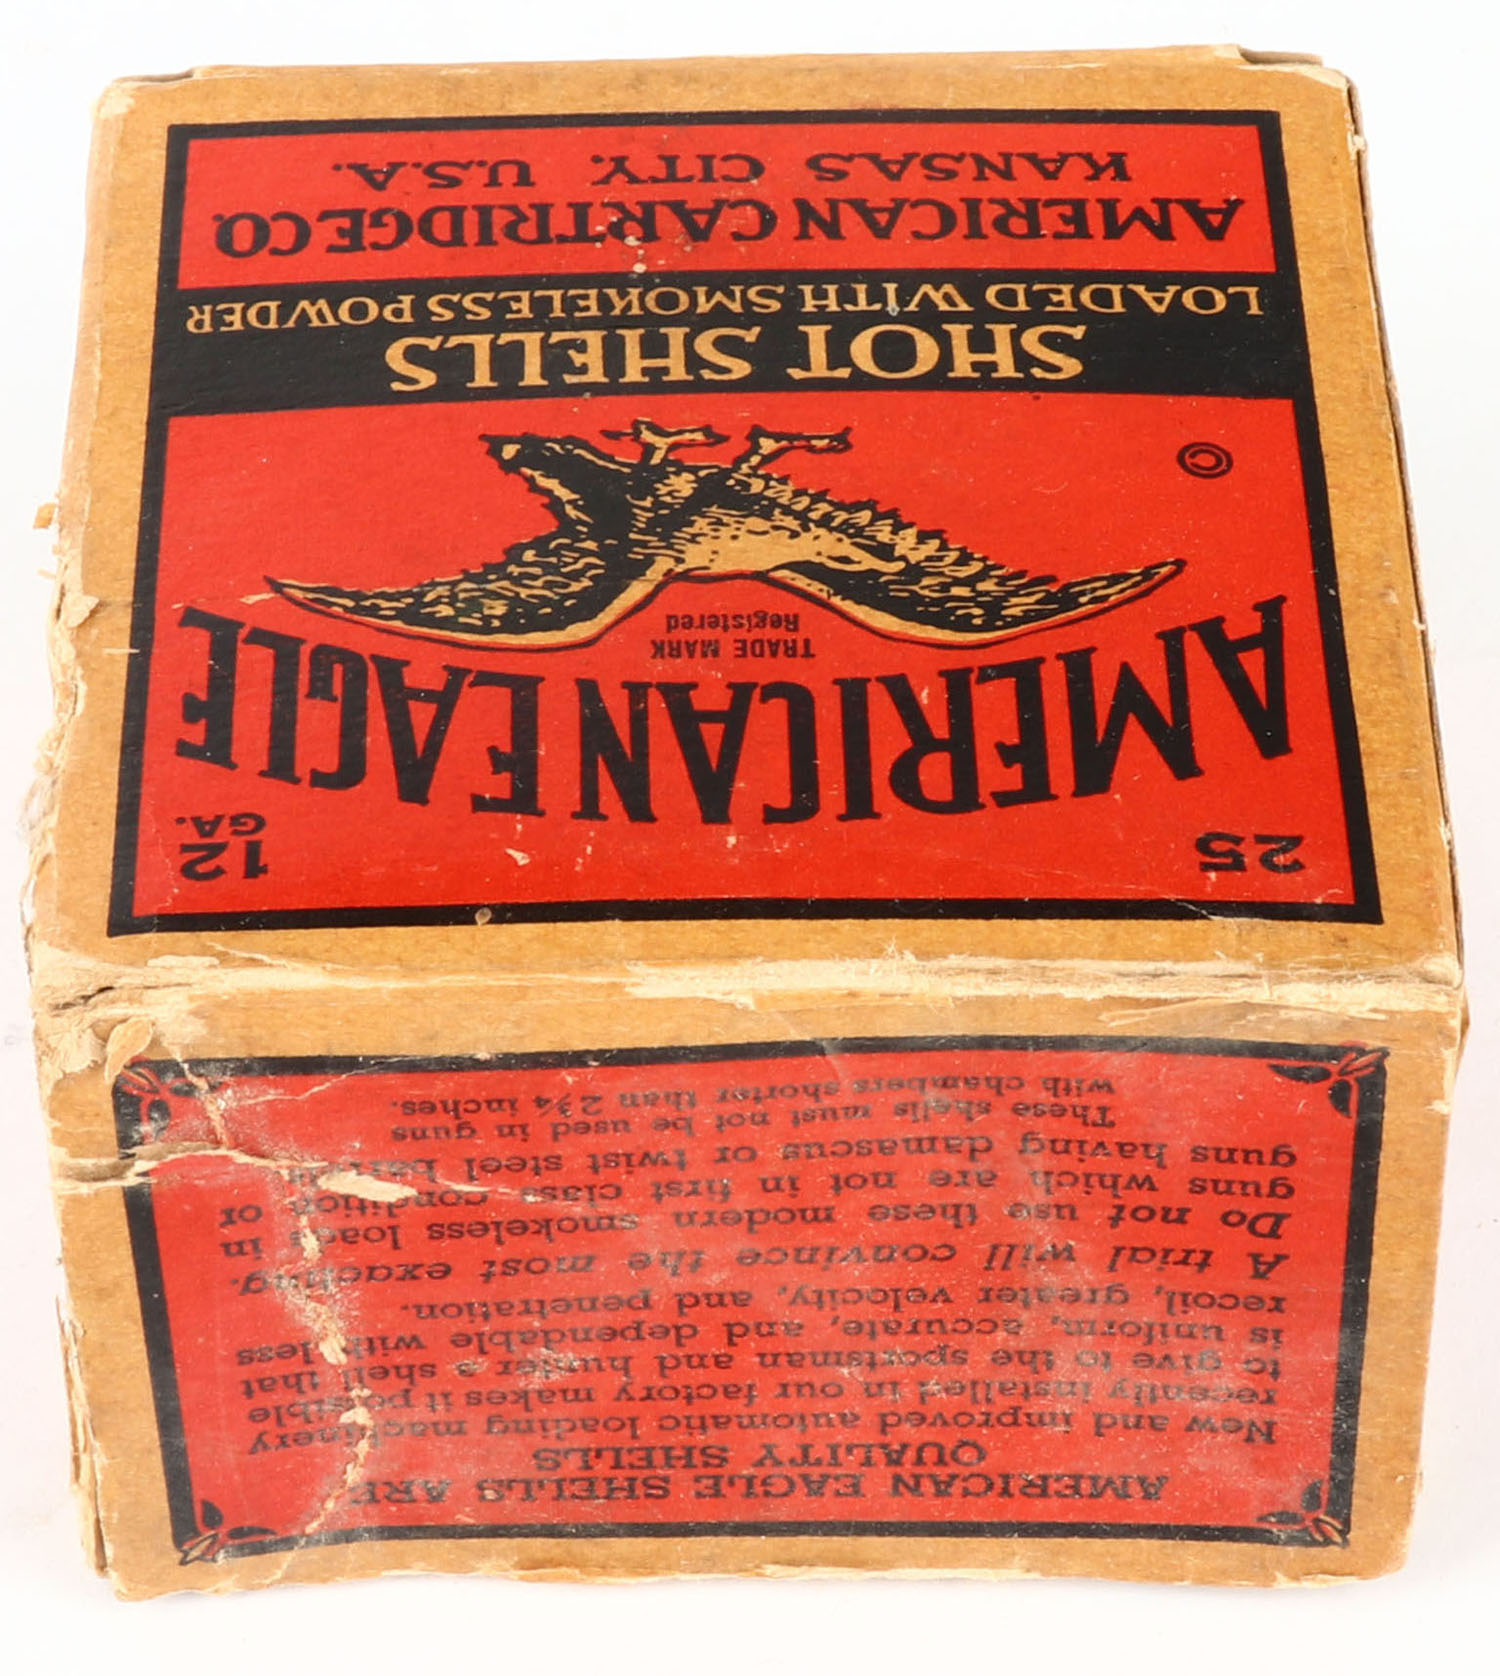 25
12
GA.
AMERICAN EAGLE
TRADE MARK
Registered
©
SHOT SHELLS
LOADED WITH SMOKELESS POWDER
AMERICAN CARTRIDGE CO.
KANSAS CITY. U.S.A.
AMERICAN EAGLE SHELLS ARE
QUALITY SHELLS
New and improved automatic loading machinery
recently installed in our factory makes it possible
to give to the sportsman and hunter a shell that
is uniform, accurate, and dependable with less
recoil, greater velocity, and penetration.
A trial will convince the most exacting.
Do not use these modern smokeless loads in
guns which are not in first class condition or
guns having damascus or twist steel barrels.
These shells must not be used in guns
with chambers shorter than 2¾ inches.